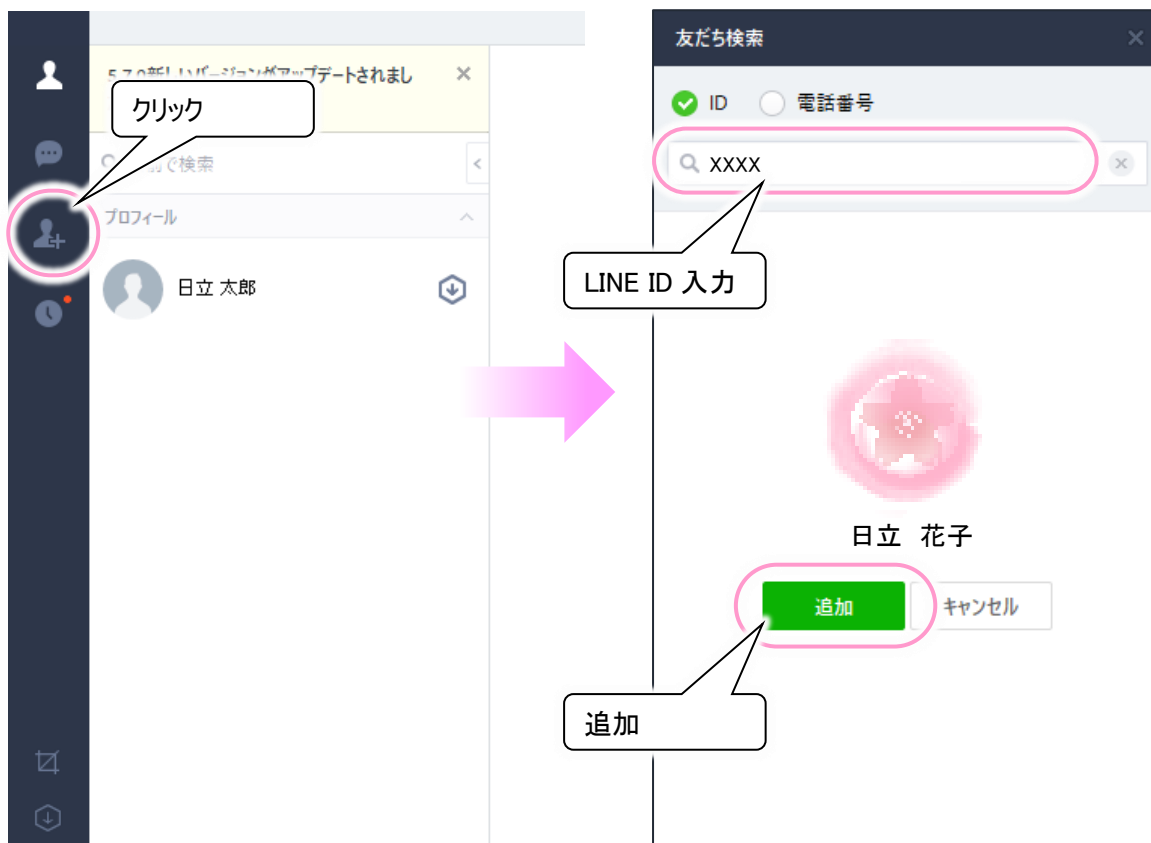 5.7.0新しいバージョンがアップデートされまし
クリック
で検索
プロフィール
日立 太郎
友だち検索
ID
電話番号
XXXX
LINE ID 入力
日立 花子
追加
キャンセル
追加